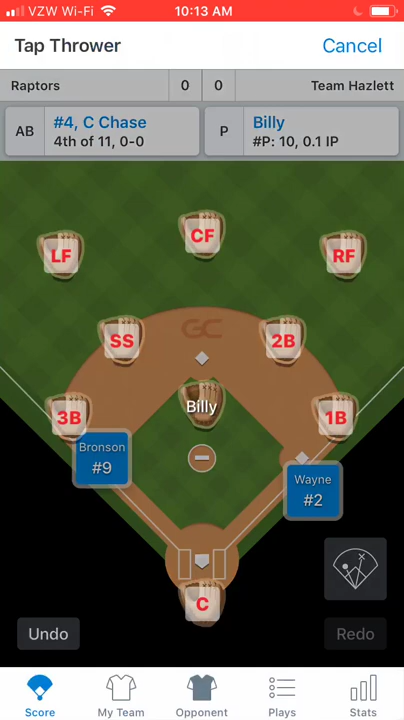 VZW Wi-Fi 10:13 AM
Tap Thrower Cancel
Raptors 0 0 Team Hazlett
AB #4, C Chase P Billy
4th of 11, 0-0 #P: 10, 0.1 IP
CF
LF RF
GC
SS 2B
Billy
3B 1B
Bronson
#9
Wayne
#2
C
Undo Redo
Score My Team Opponent Plays Stats